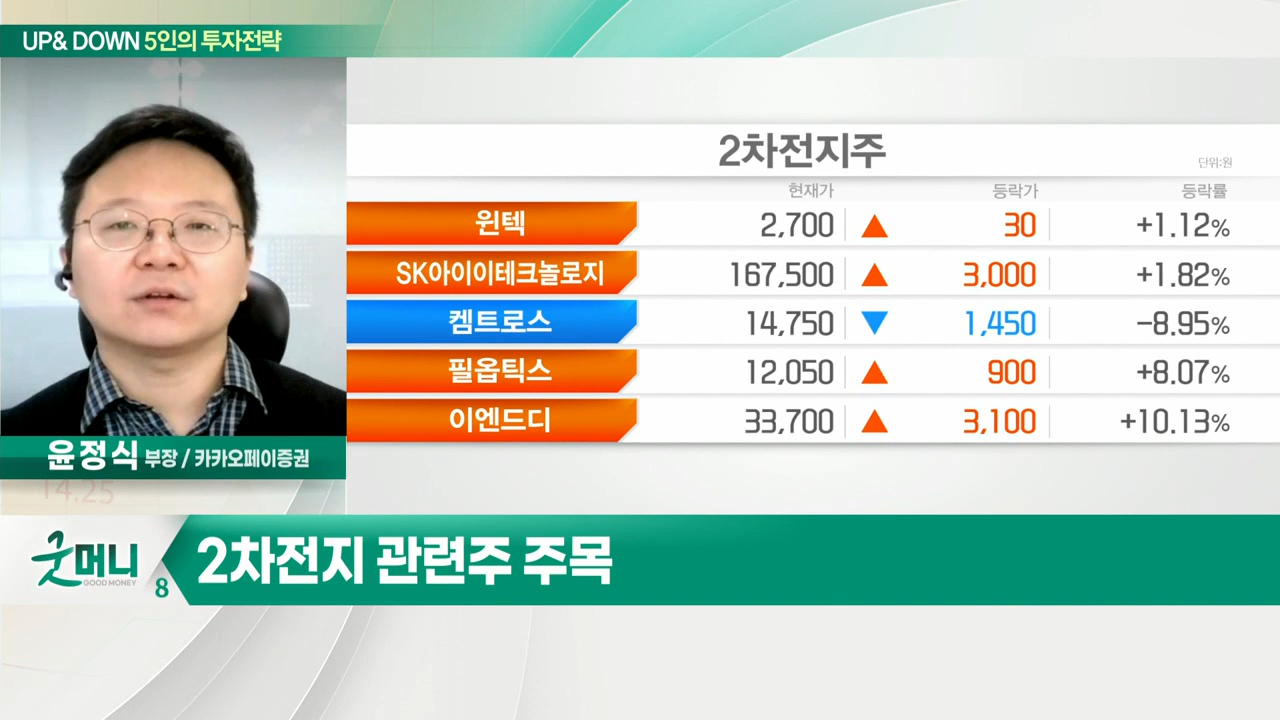 UP& DOWN 5인의 투자전략
2차전지주
단위:원
현재가 등락가 등락률
윈텍 2,700 ▲ 30 +1.12%
SK아이이테크놀로지 167,500 ▲ 3,000 +1.82%
켐트로스 14,750 ▼ 1,450 -8.95%
필옵틱스 12,050 ▲ 900 +8.07%
이엔드디 33,700 ▲ 3,100 +10.13%
윤정식 부장 / 카카오페이증권
14.25
굿머니
GOOD MONEY
8
2차전지 관련주 주목